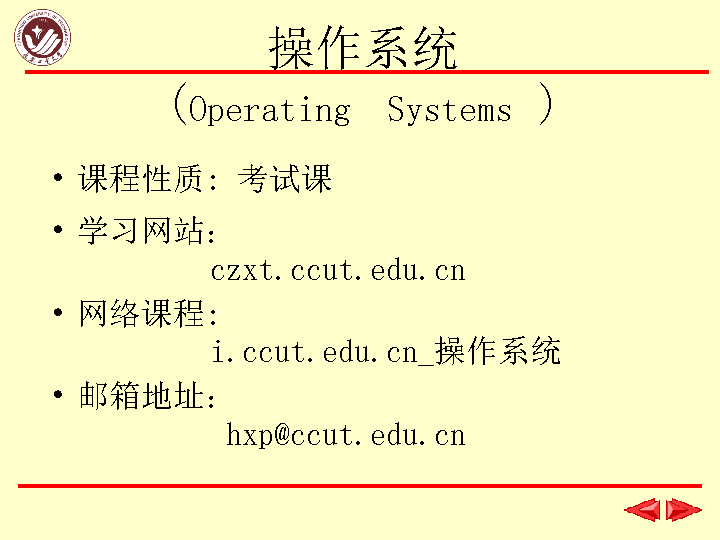 操作系统
(Operating Systems )
• 课程性质: 考试课
• 学习网站:
czxt.ccut.edu.cn
• 网络课程:
i.ccut.edu.cn_操作系统
• 邮箱地址:
hxp@ccut.edu.cn